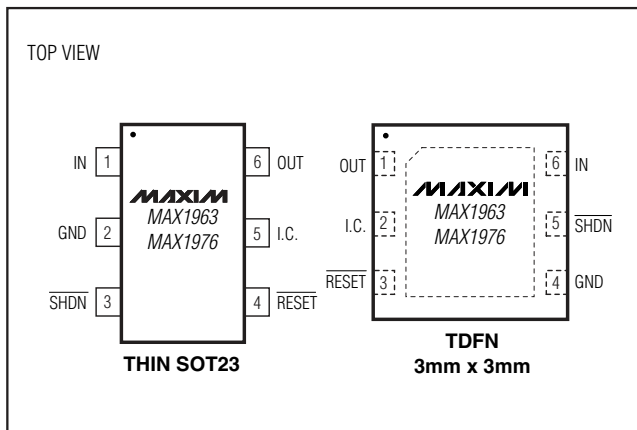 TOP VIEW
IN 1
6 OUT
GND 2
5 I.C.
SHDN 3
4 RESET
MAXIM
MAX1963
MAX1976
THIN SOT23
OUT 1
6 IN
I.C. 2
5 SHDN
RESET 3
4 GND
MAXIM
MAX1963
MAX1976
TDFN
3mm x 3mm